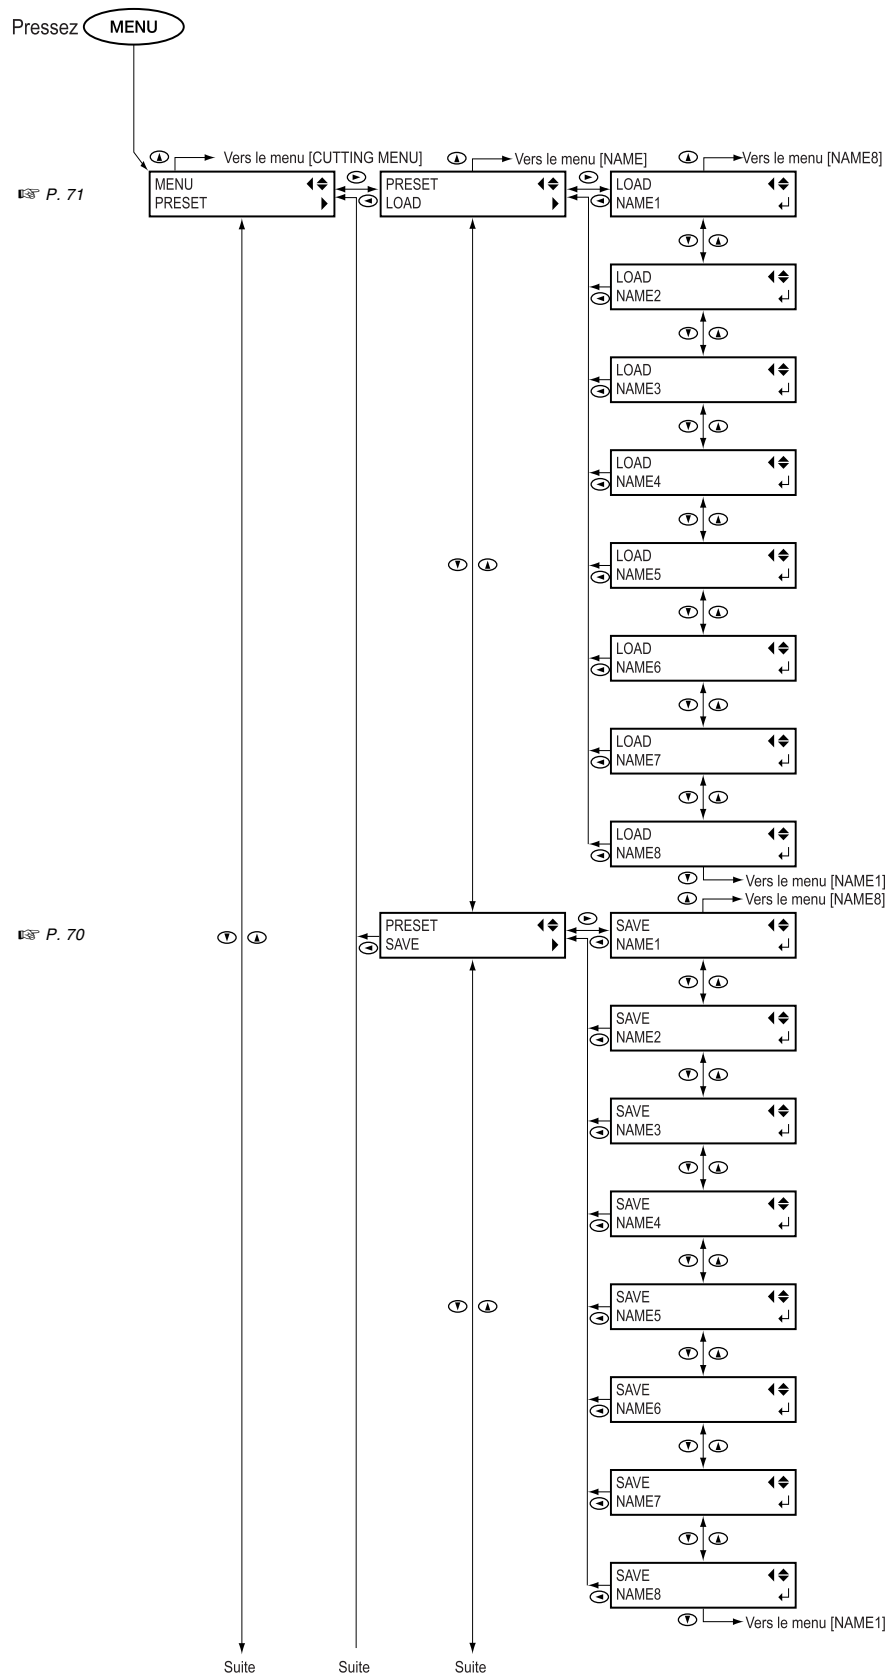 Pressez MENU
Vers le menu [CUTTING MENU]
Vers le menu [NAME]
Vers le menu [NAME8]
P. 71
MENU
PRESET
PRESET
LOAD
LOAD
NAME1
LOAD
NAME2
LOAD
NAME3
LOAD
NAME4
LOAD
NAME5
LOAD
NAME6
LOAD
NAME7
LOAD
NAME8
Vers le menu [NAME1]
Vers le menu [NAME8]
P. 70
PRESET
SAVE
SAVE
NAME1
SAVE
NAME2
SAVE
NAME3
SAVE
NAME4
SAVE
NAME5
SAVE
NAME6
SAVE
NAME7
SAVE
NAME8
Vers le menu [NAME1]
Suite
Suite
Suite